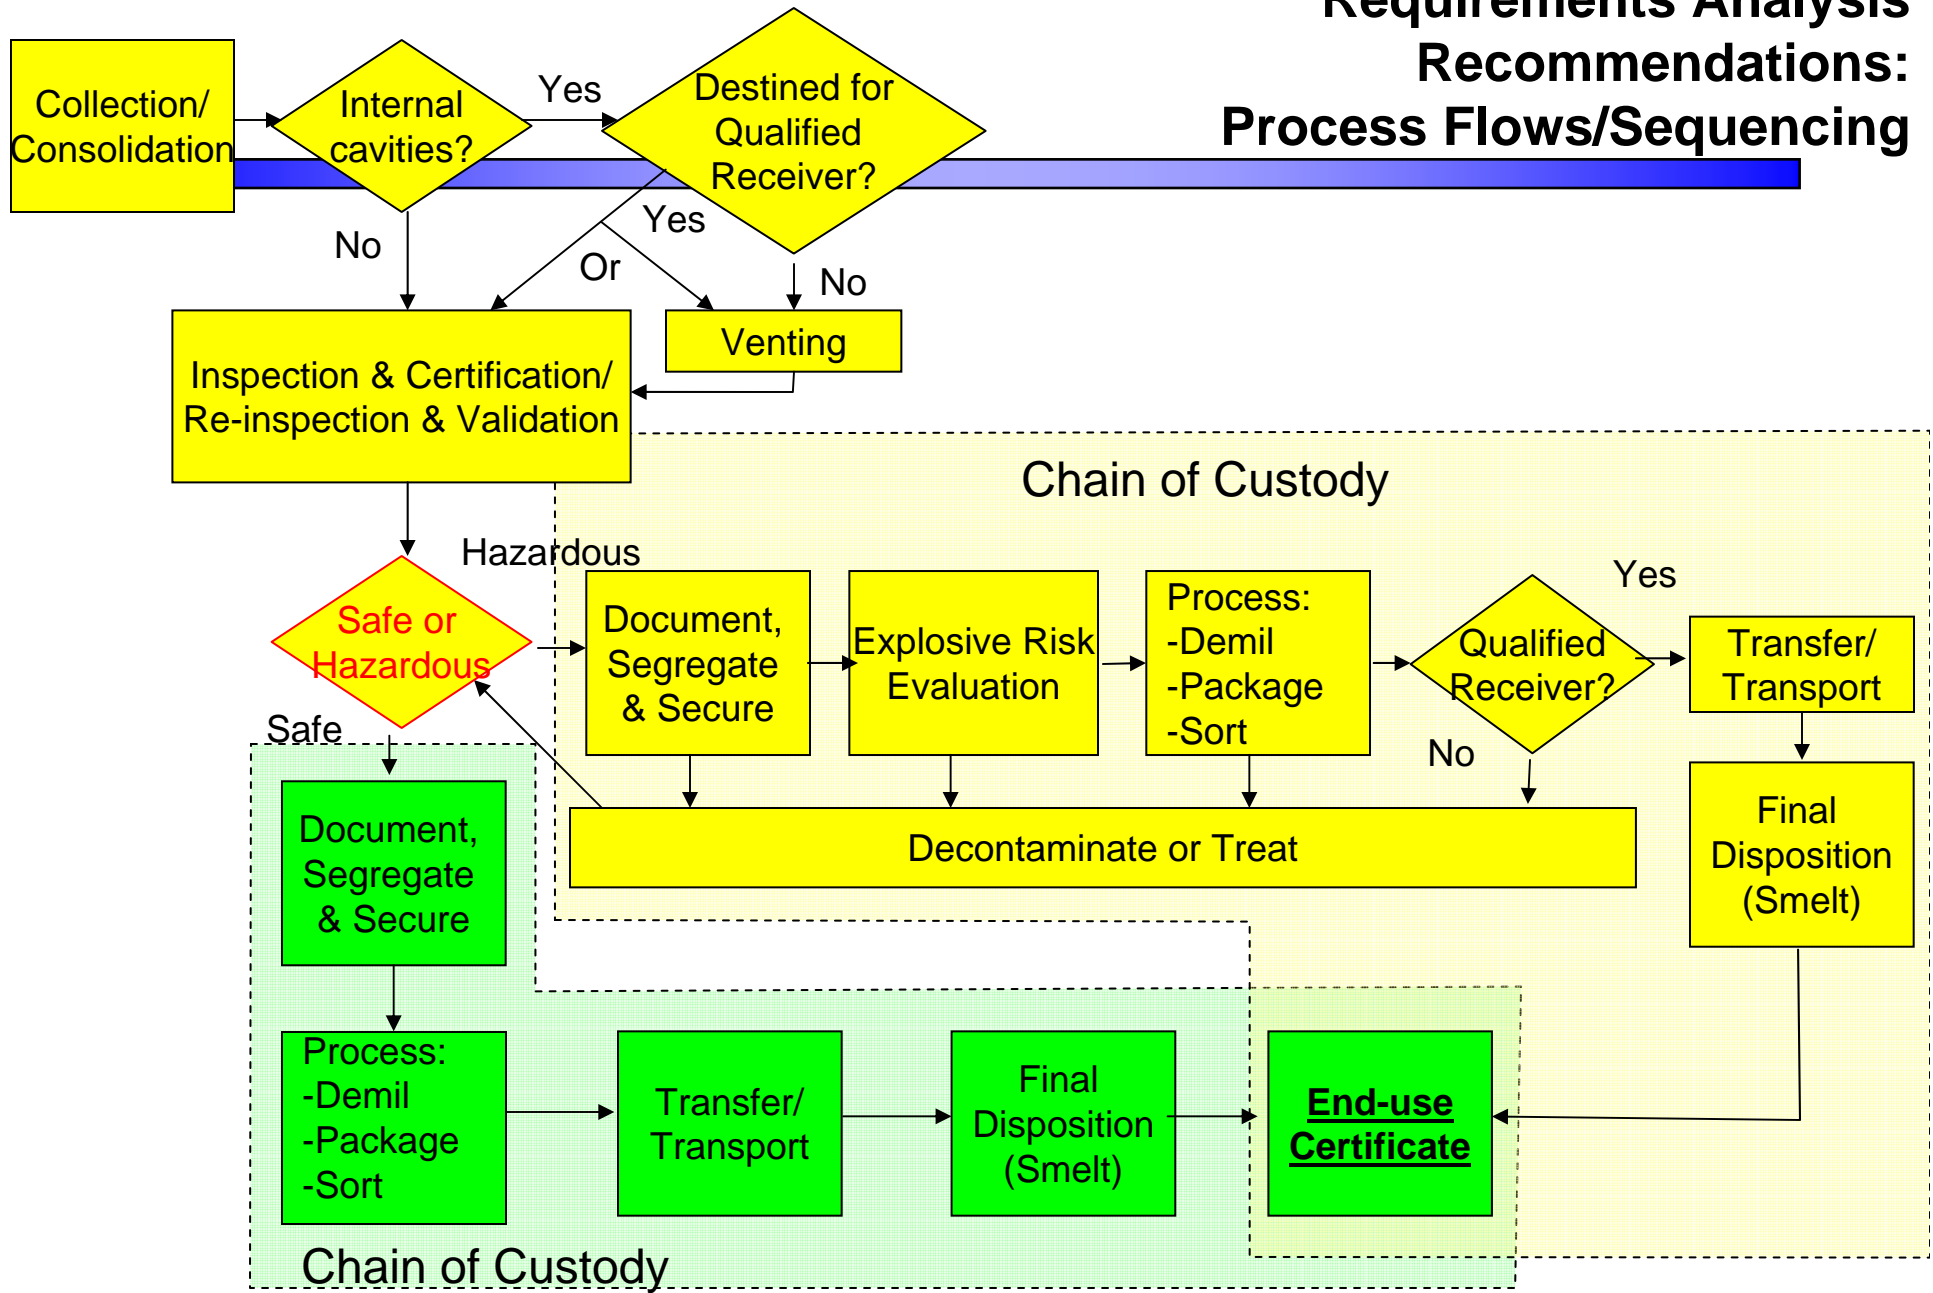 Requirements Analysis
Recommendations:
Process Flows/Sequencing
Collection/
Consolidation
Internal
cavities?
Yes
Destined for
Qualified
Receiver?
No
Yes
Or
No
Venting
Inspection & Certification/
Re-inspection & Validation
Chain of Custody
Hazardous
Safe or
Hazardous
Safe
Document,
Segregate
& Secure
Explosive Risk
Evaluation
Process:
-Demil
-Package
-Sort
Qualified
Receiver?
Yes
No
Transfer/
Transport
Decontaminate or Treat
Final
Disposition
(Smelt)
Document,
Segregate
& Secure
Process:
-Demil
-Package
-Sort
Transfer/
Transport
Final
Disposition
(Smelt)
End-use
Certificate
Chain of Custody